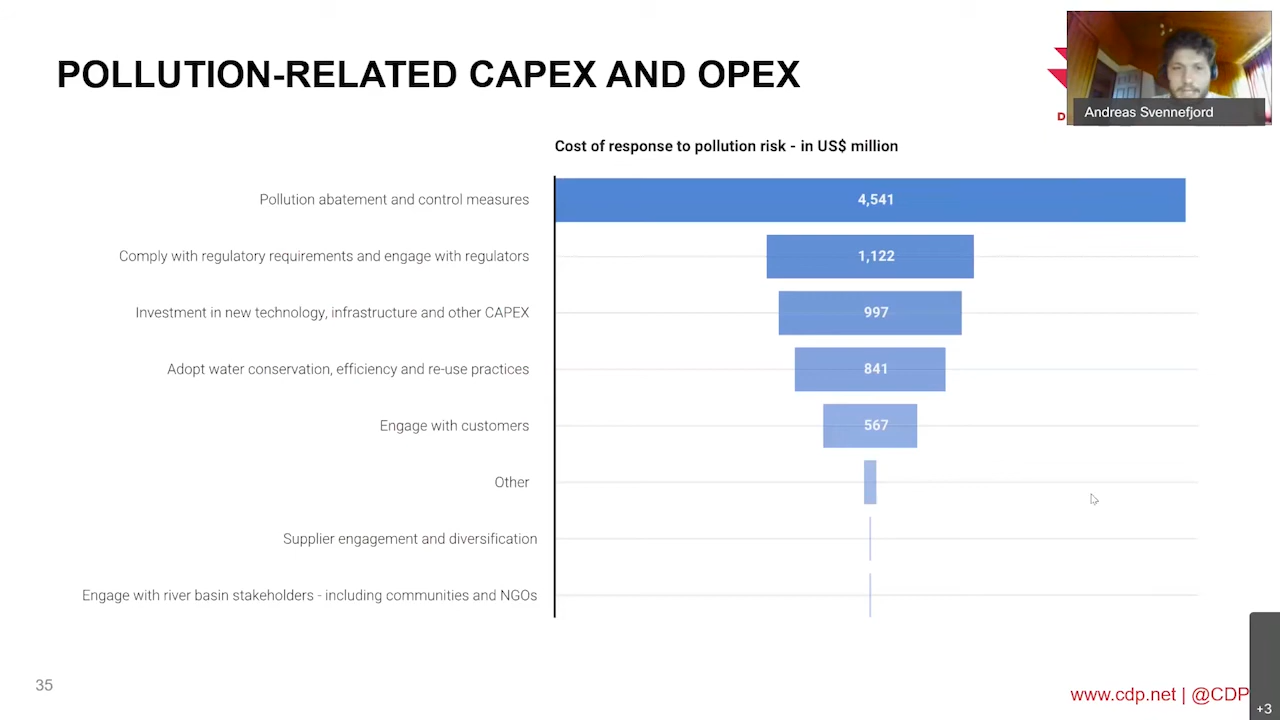 POLLUTION-RELATED CAPEX AND OPEX
D
Andreas Svennefjord
Cost of response to pollution risk - in US$ million
Pollution abatement and control measures 4,541
Comply with regulatory requirements and engage with regulators 1,122
Investment in new technology, infrastructure and other CAPEX 997
Adopt water conservation, efficiency and re-use practices 841
Engage with customers 567
Other
Supplier engagement and diversification
Engage with river basin stakeholders - including communities and NGOs
35
www.cdp.net | @CDP
+3